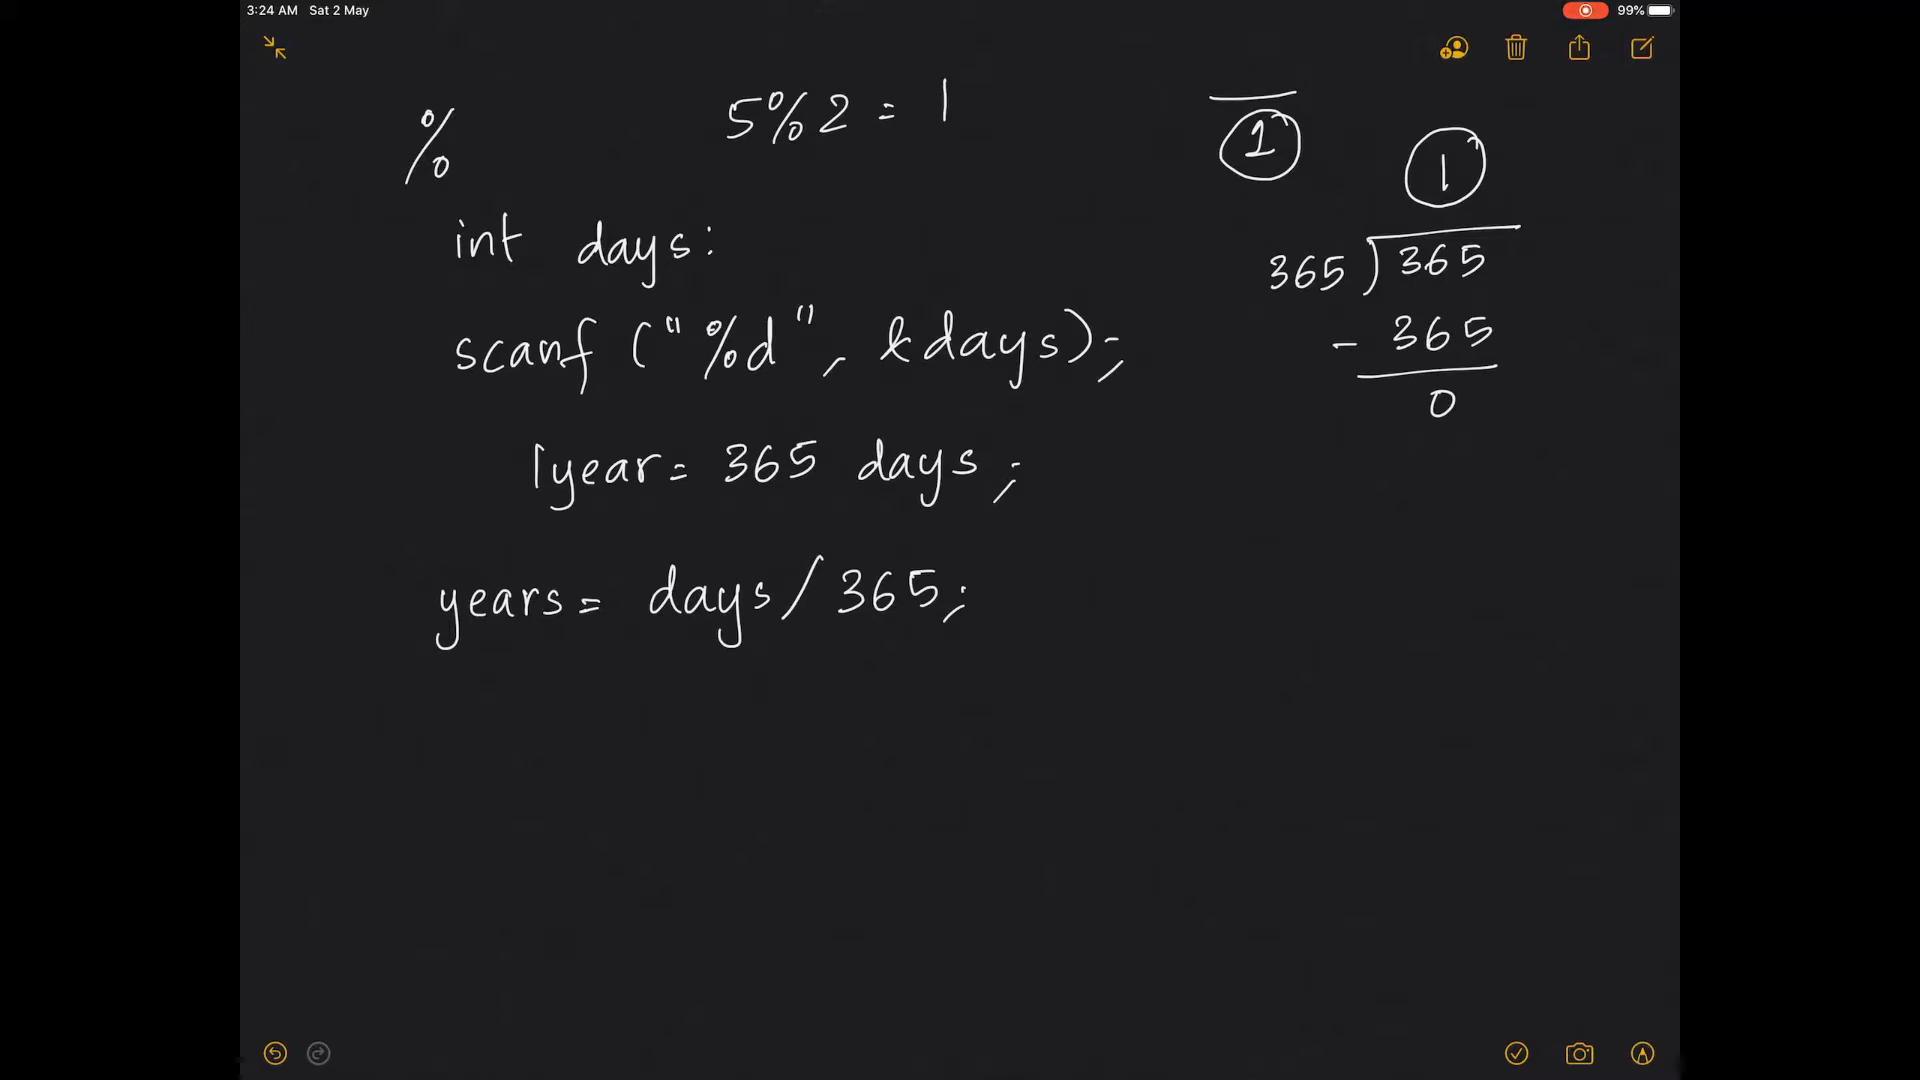 3:24 AM Sat 2 May
99%
%
5%2 = 1
1
1
int days:
365)365
scanf ("%d", &days);
- 365
0
1year= 365 days;
years= days/365;